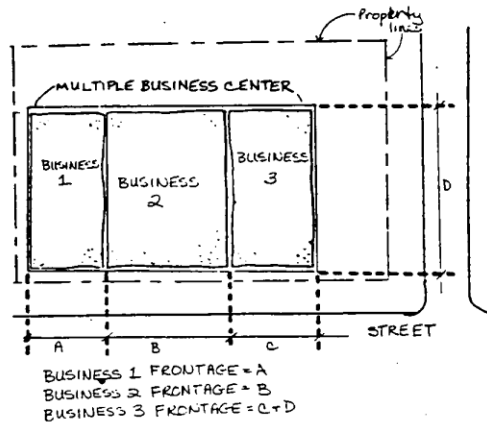 Property
line
MULTIPLE BUSINESS CENTER
BUSINESS
1
BUSINESS
2
BUSINESS
3
D
A
B
C
STREET
BUSINESS 1 FRONTAGE = A
BUSINESS 2 FRONTAGE = B
BUSINESS 3 FRONTAGE = C+D